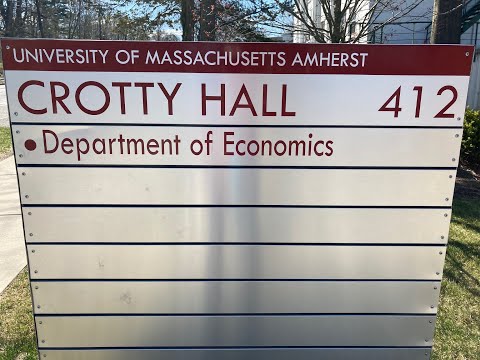 UNIVERSITY OF MASSACHUSETTS AMHERST
CROTTY HALL 412
• Department of Economics